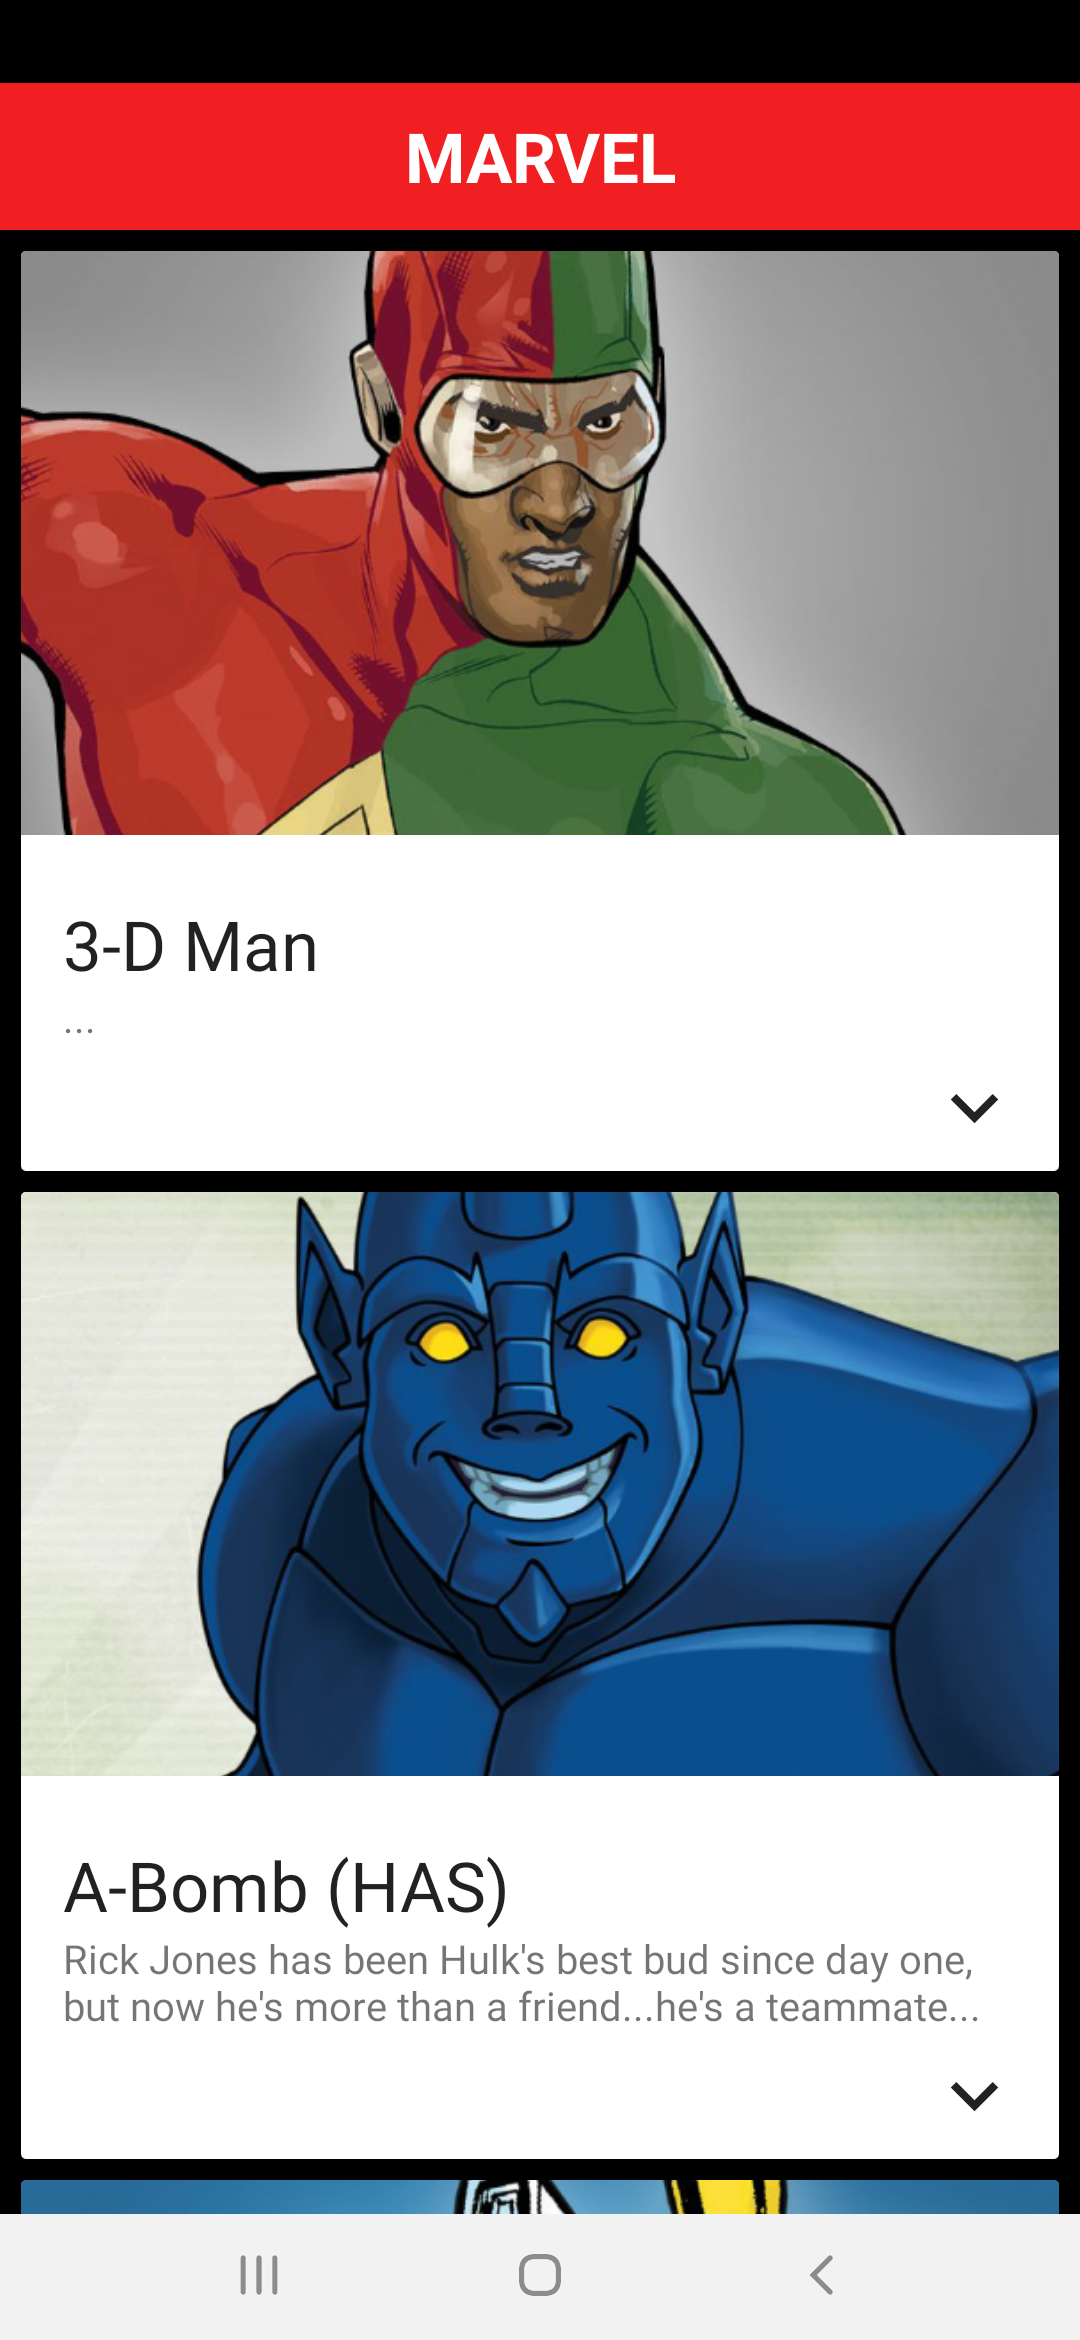 MARVEL
3-D Man
...
A-Bomb (HAS)
Rick Jones has been Hulk's best bud since day one,
but now he's more than a friend...he's a teammate...